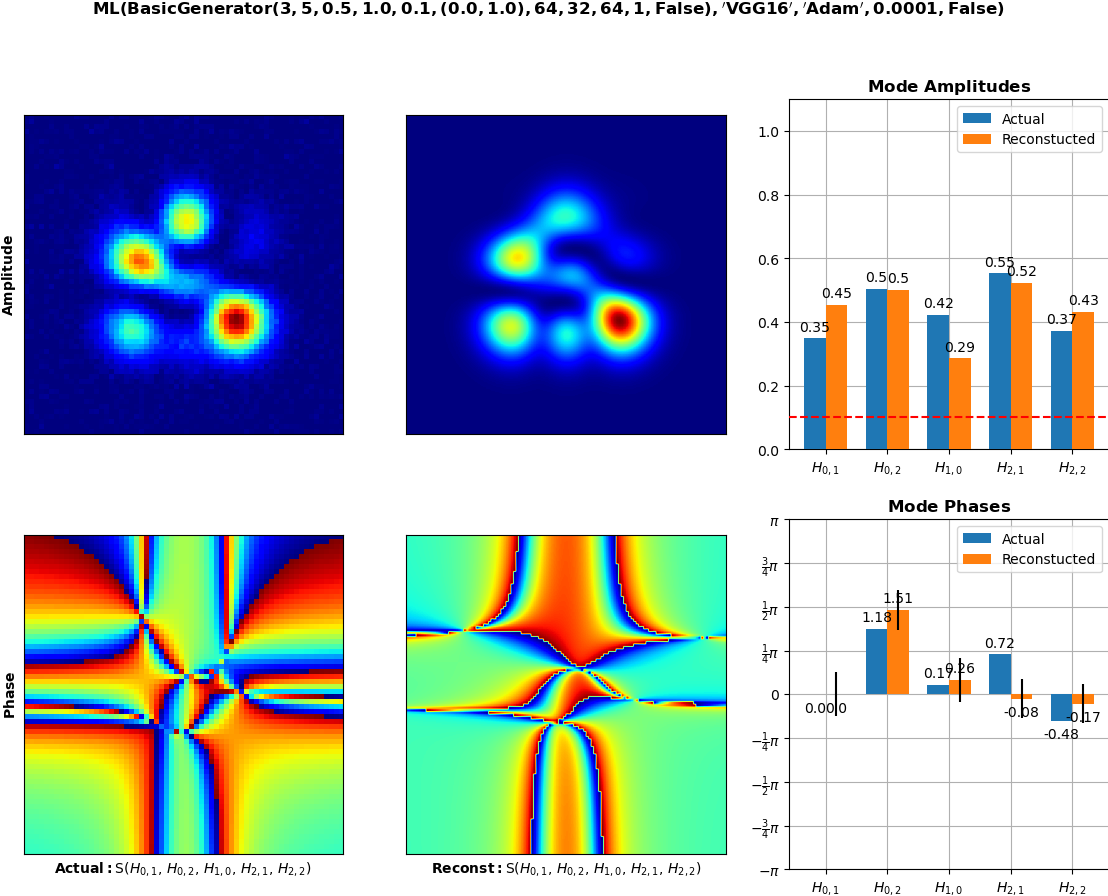 ML(BasicGenerator(3, 5, 0.5, 1.0, 0.1, (0.0, 1.0), 64, 32, 64, 1, False), ′VGG16′, ′Adam′, 0.0001, False)
Amplitude
Mode Amplitudes
Actual
Reconstucted
1.0
0.8
0.6
0.4
0.2
0.0
0.35
0.45
0.5
0.5
0.42
0.29
0.55
0.52
0.37
0.43
H0,1
H0,2
H1,0
H2,1
H2,2
Phase
Actual: S(H0,1, H0,2, H1,0, H2,1, H2,2)
Reconst: S(H0,1, H0,2, H1,0, H2,1, H2,2)
Mode Phases
Actual
Reconstucted
π
3/4π
1/2π
1/4π
0
−1/4π
−1/2π
−3/4π
−π
1.18
1.51
0.17
0.26
0.72
-0.08
-0.48
-0.17
H0,1
H0,2
H1,0
H2,1
H2,2